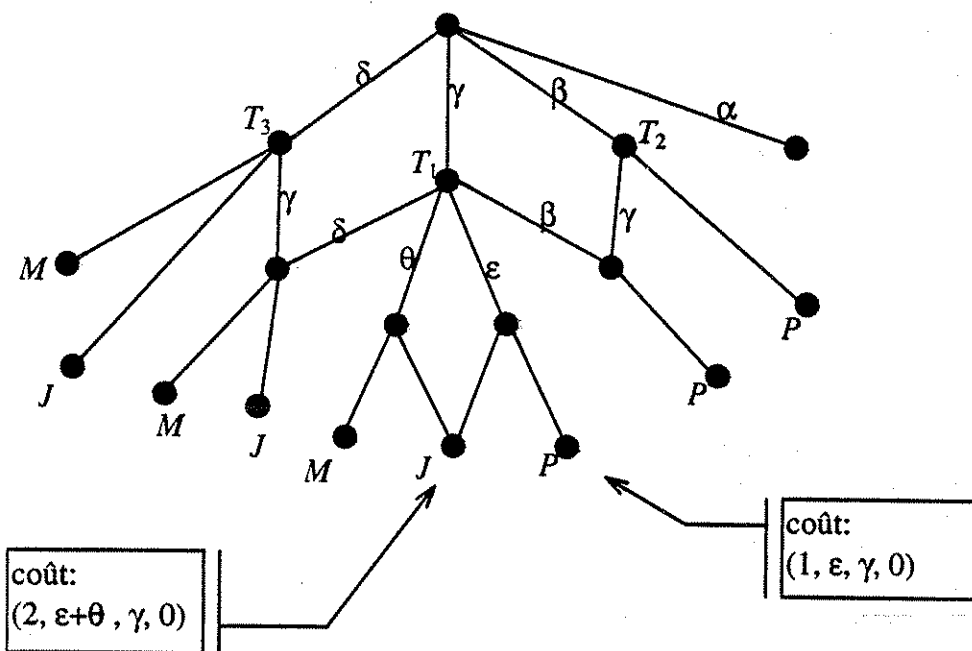 δ
γ
β
α
T₃
T₂
T₁
γ
δ
β
γ
θ
ε
M
P
J
M
P
J
M
J
P
coût:
(1, ε, γ, 0)
coût:
(2, ε+θ , γ, 0)